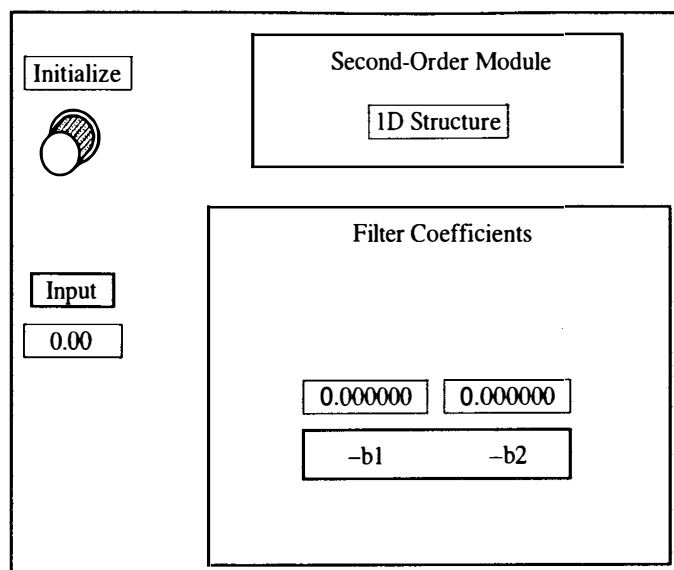 Initialize
Second-Order Module
1D Structure
Filter Coefficients
Input
0.00
0.000000 0.000000
–b1 –b2